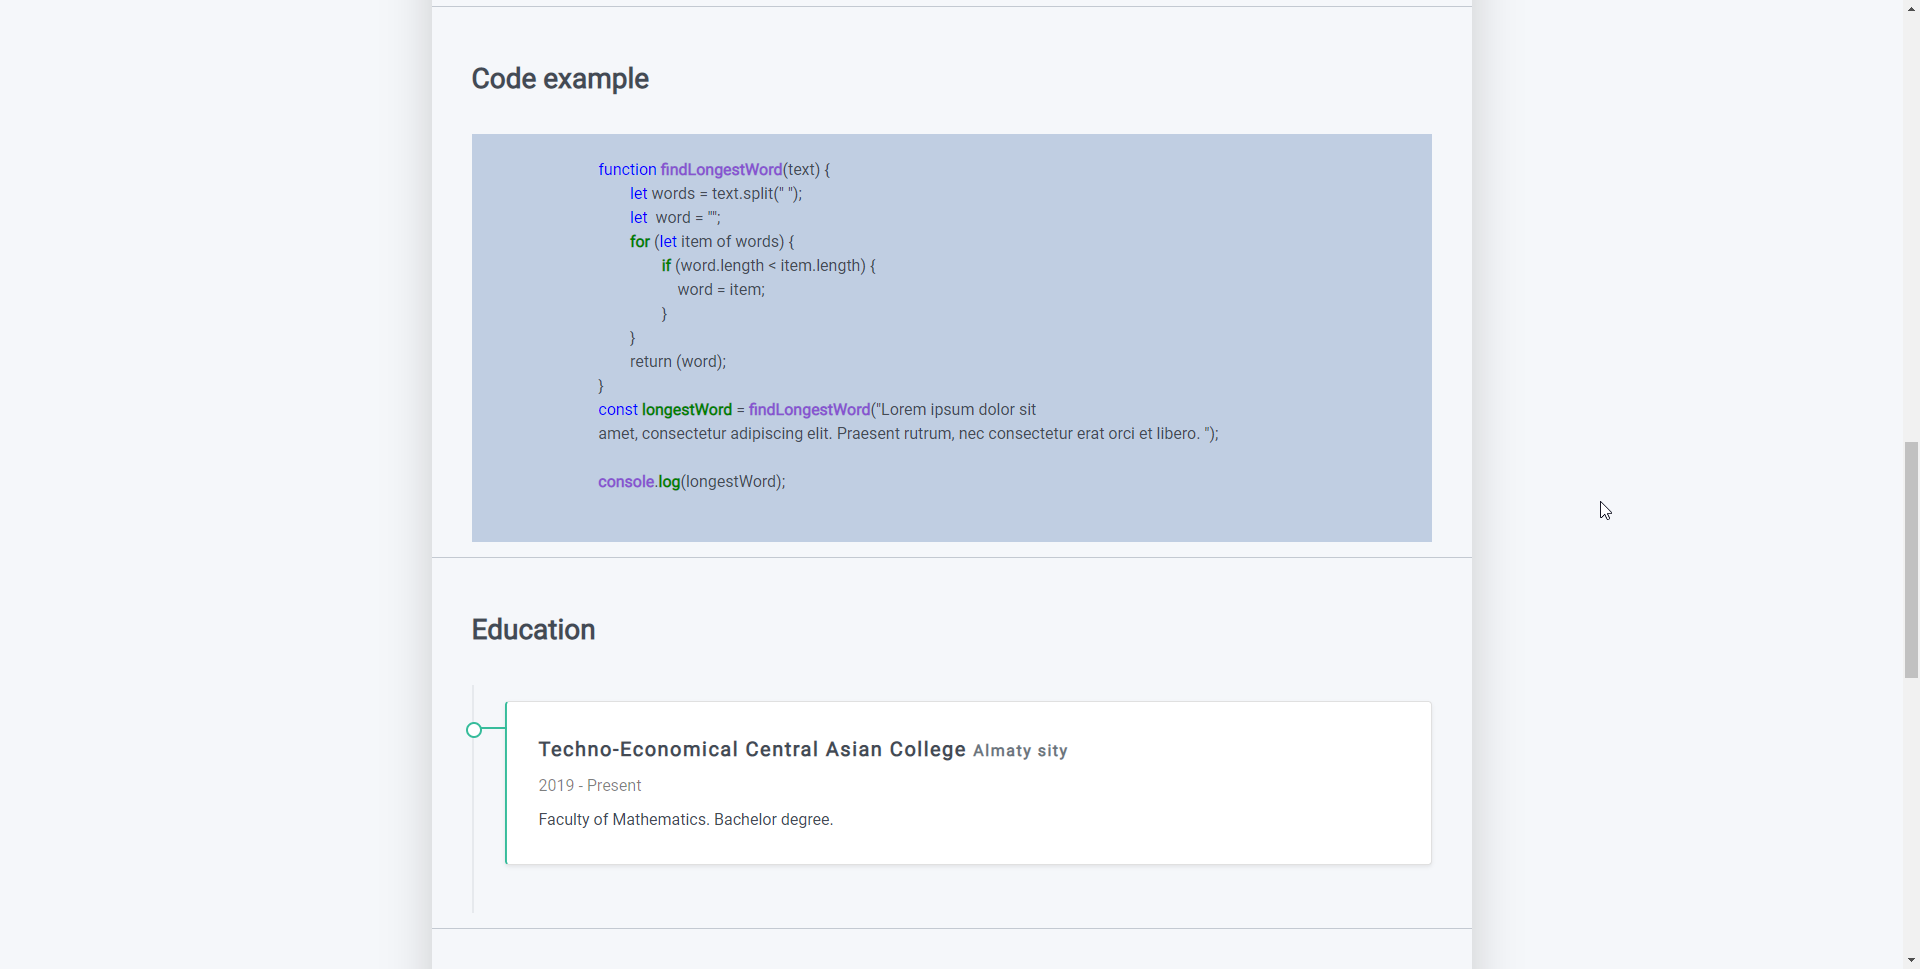 Code example
function findLongestWord(text) {
let words = text.split(" ");
let  word = "";
for (let item of words) {
if (word.length < item.length) {
word = item;
}
}
return (word);
}
const longestWord = findLongestWord("Lorem ipsum dolor sit
amet, consectetur adipiscing elit. Praesent rutrum, nec consectetur erat orci et libero. ");
console.log(longestWord);
Education
Techno-Economical Central Asian College Almaty sity
2019 - Present
Faculty of Mathematics. Bachelor degree.